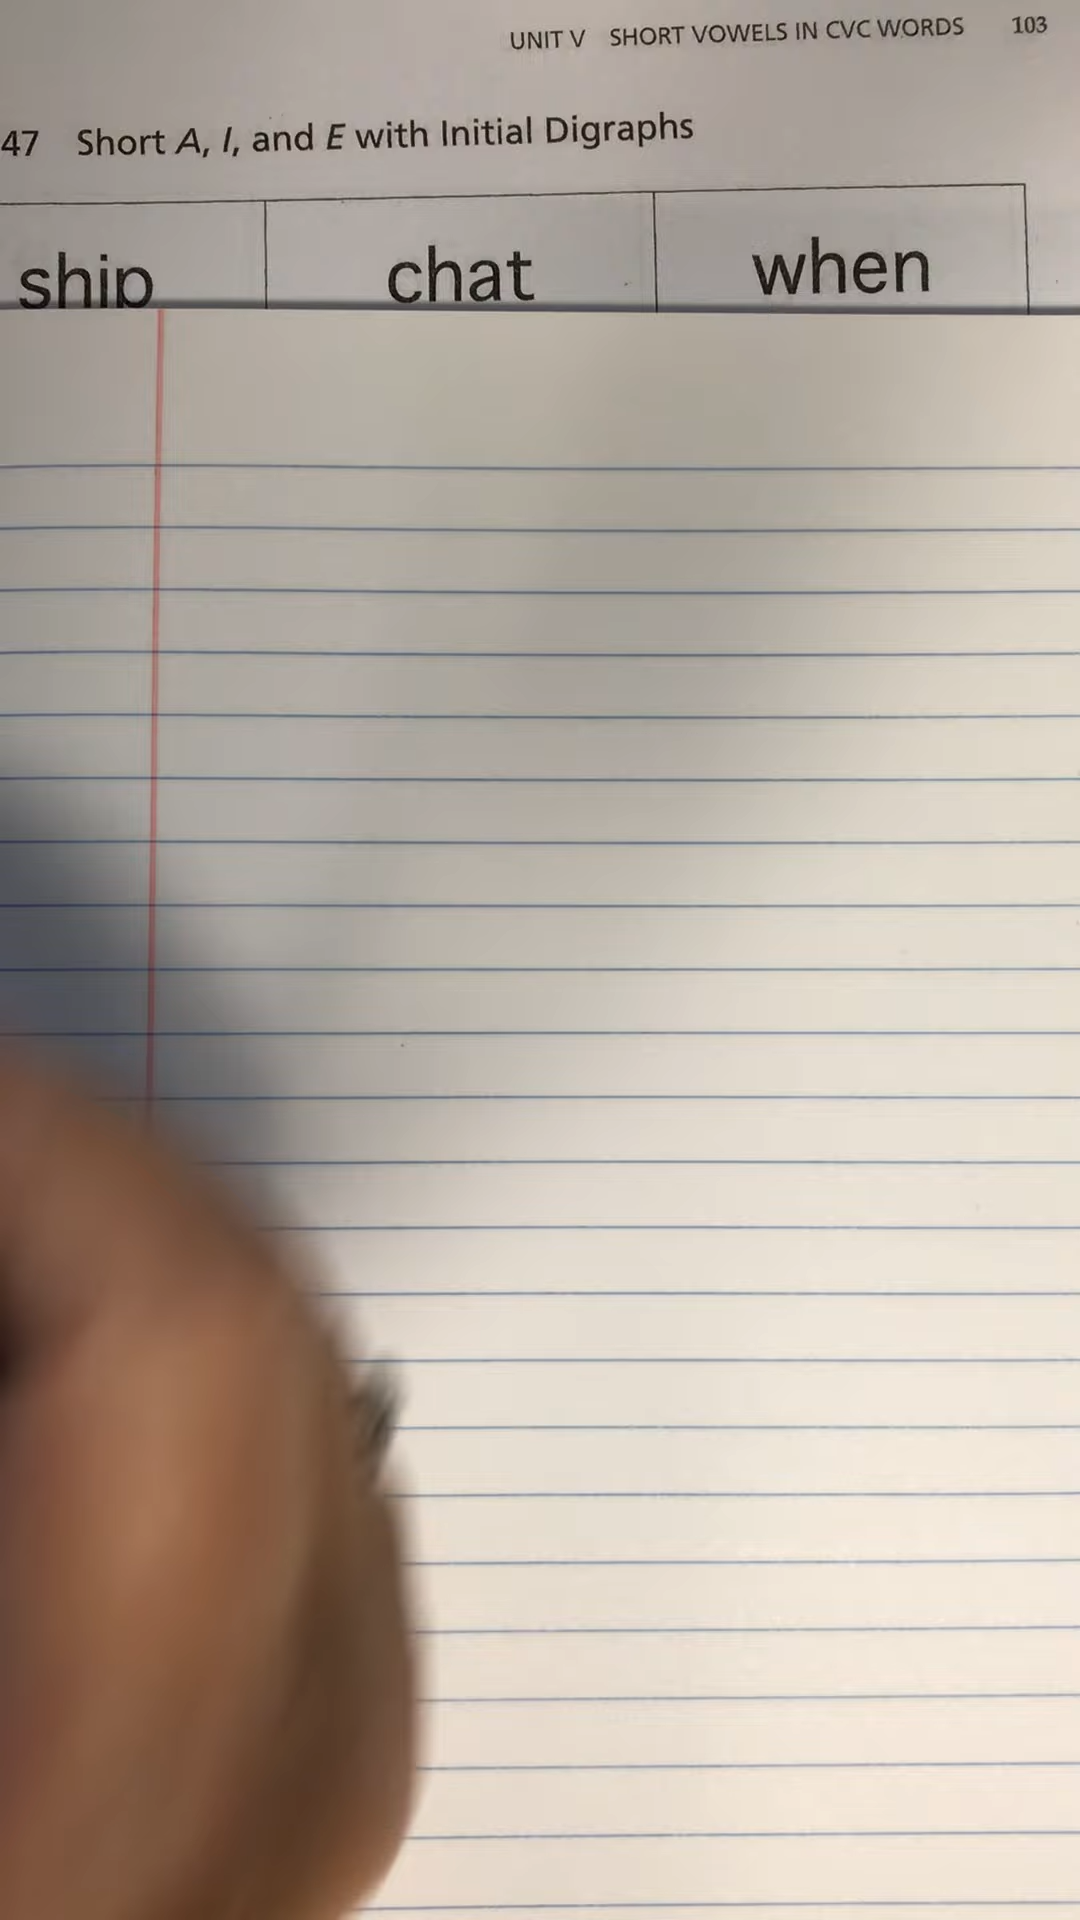 UNIT V SHORT VOWELS IN CVC WORDS 103
47 Short A, I, and E with Initial Digraphs
ship chat when